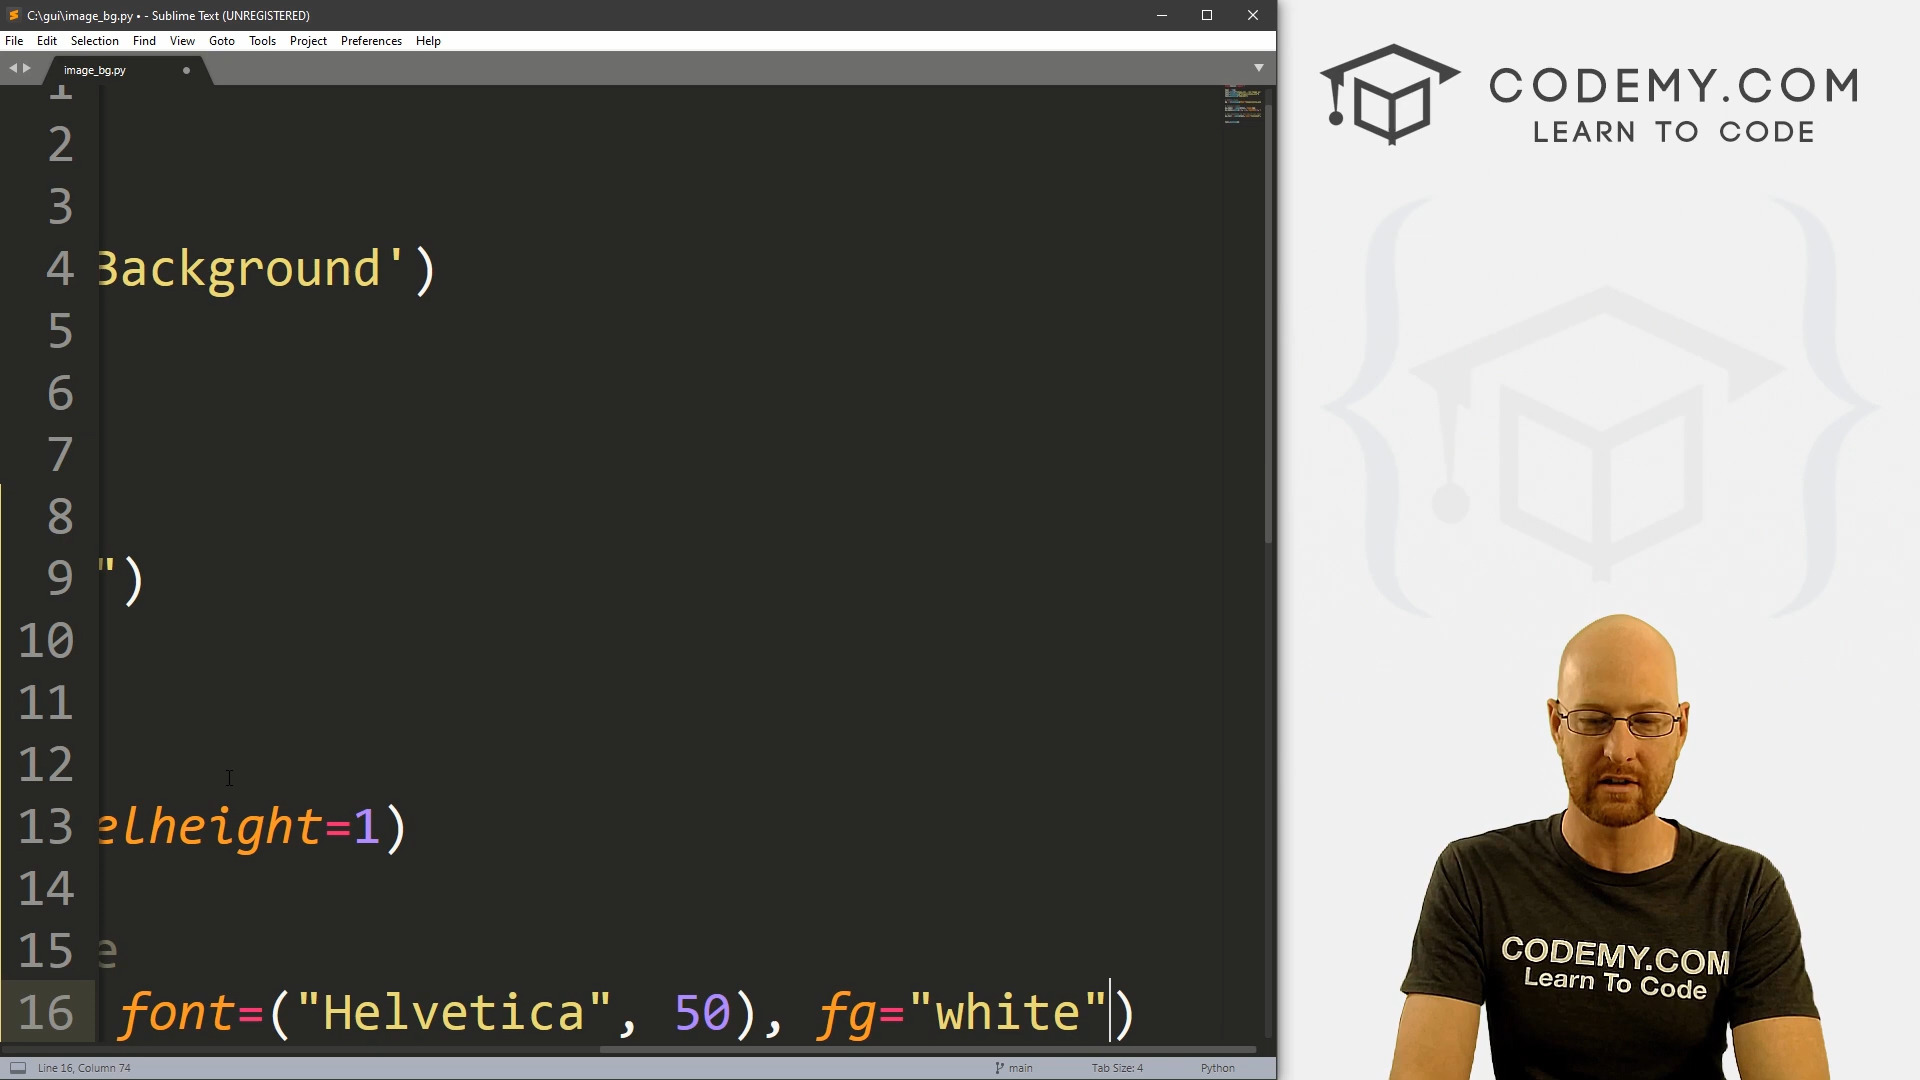 C:\gui\image_bg.py • - Sublime Text (UNREGISTERED)
File Edit Selection Find View Goto Tools Project Preferences Help
image_bg.py
1
2
3
4 Background')
5
6
7
8
9 ")
10
11
12
13 elheight=1)
14
15 e
16 font=("Helvetica", 50), fg="white")
Line 16, Column 74 main Tab Size: 4 Python
CODEMY.COM
LEARN TO CODE
CODEMY.COM
Learn To Code